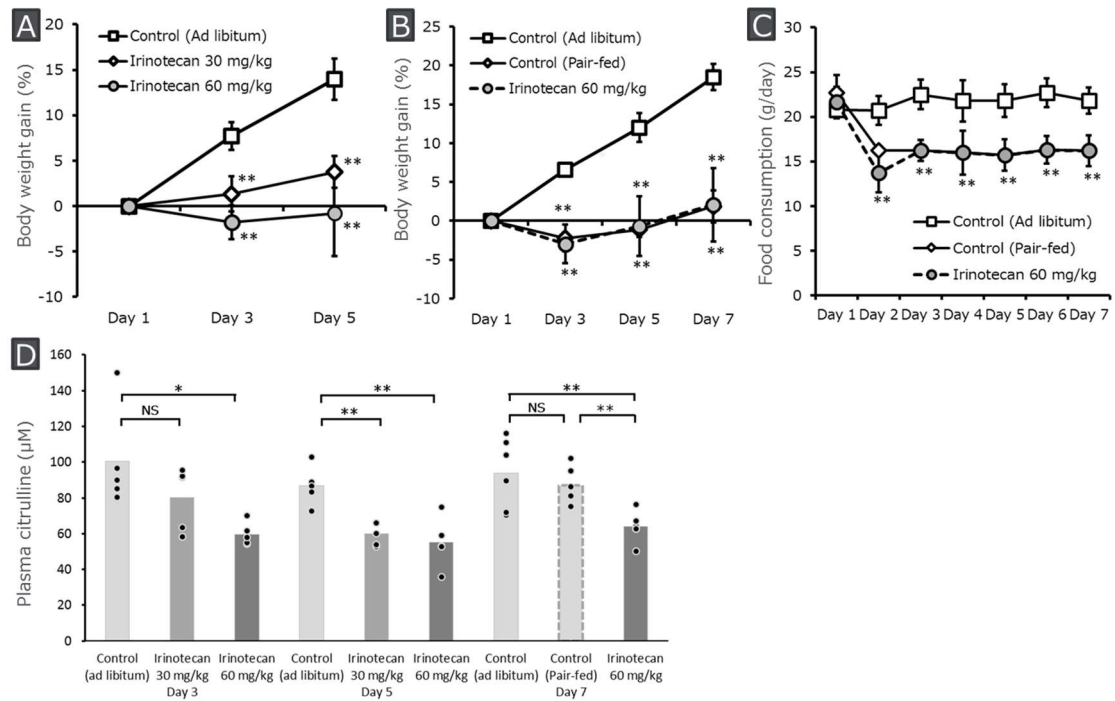 A
Body weight gain (%)
20
15
10
5
0
-5
-10
Control (Ad libitum)
Irinotecan 30 mg/kg
Irinotecan 60 mg/kg
**
**
**
**
Day 1 Day 3 Day 5
B
Body weight gain (%)
25
20
15
10
5
0
-5
-10
Control (Ad libitum)
Control (Pair-fed)
Irinotecan 60 mg/kg
**
**
**
**
**
**
Day 1 Day 3 Day 5 Day 7
C
Food consumption (g/day)
30
25
20
15
10
5
0
** ** ** ** ** **
Control (Ad libitum)
Control (Pair-fed)
Irinotecan 60 mg/kg
Day 1 Day 2 Day 3 Day 4 Day 5 Day 6 Day 7
D
Plasma citrulline (μM)
160
140
120
100
80
60
40
20
0
*
NS
**
**
**
NS
**
Control Irinotecan Irinotecan Control Irinotecan Irinotecan Control Control Irinotecan
(ad libitum) 30 mg/kg 60 mg/kg (ad libitum) 30 mg/kg 60 mg/kg (ad libitum) (Pair-fed) 60 mg/kg
Day 3 Day 5 Day 7